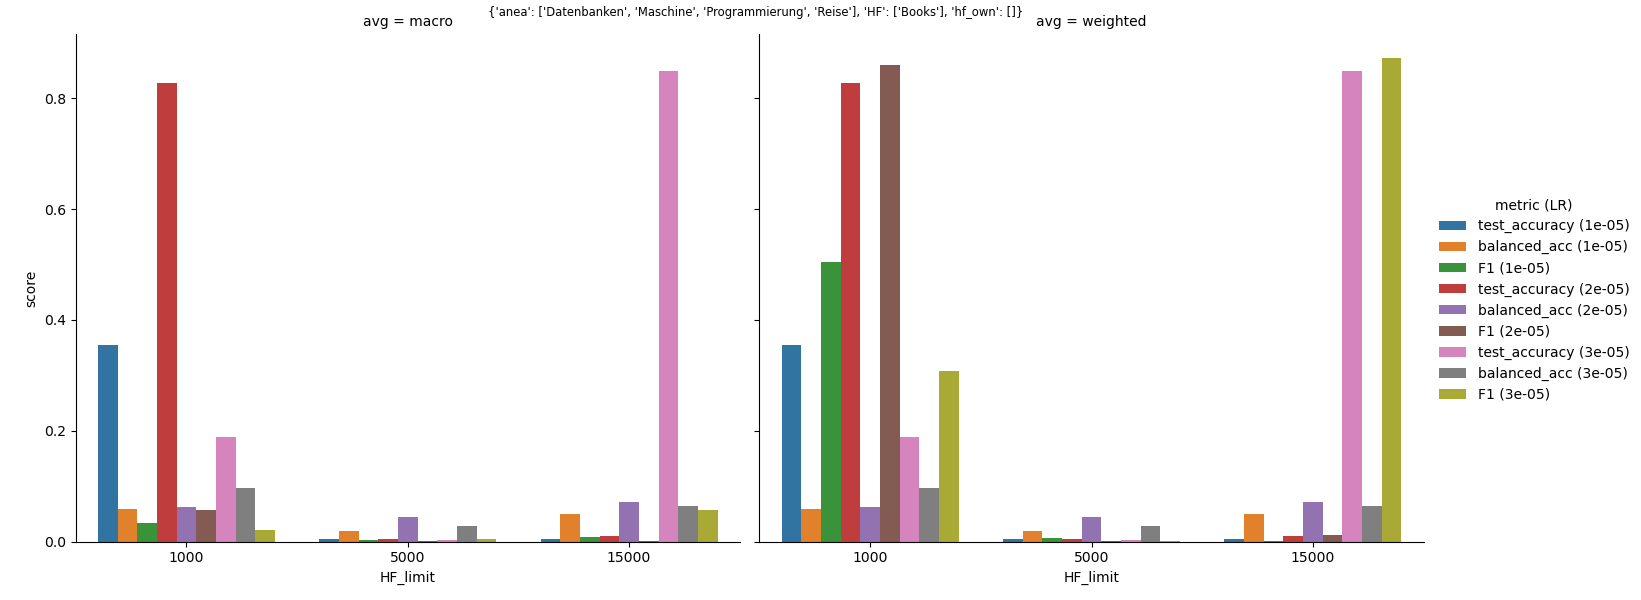 {'anea': ['Datenbanken', 'Maschine', 'Programmierung', 'Reise'], 'HF': ['Books'], 'hf_own': []}
avg = macro
avg = weighted
score
0.8
0.6
0.4
0.2
0.0
1000
5000
15000
HF_limit
1000
5000
15000
HF_limit
metric (LR)
test_accuracy (1e-05)
balanced_acc (1e-05)
F1 (1e-05)
test_accuracy (2e-05)
balanced_acc (2e-05)
F1 (2e-05)
test_accuracy (3e-05)
balanced_acc (3e-05)
F1 (3e-05)